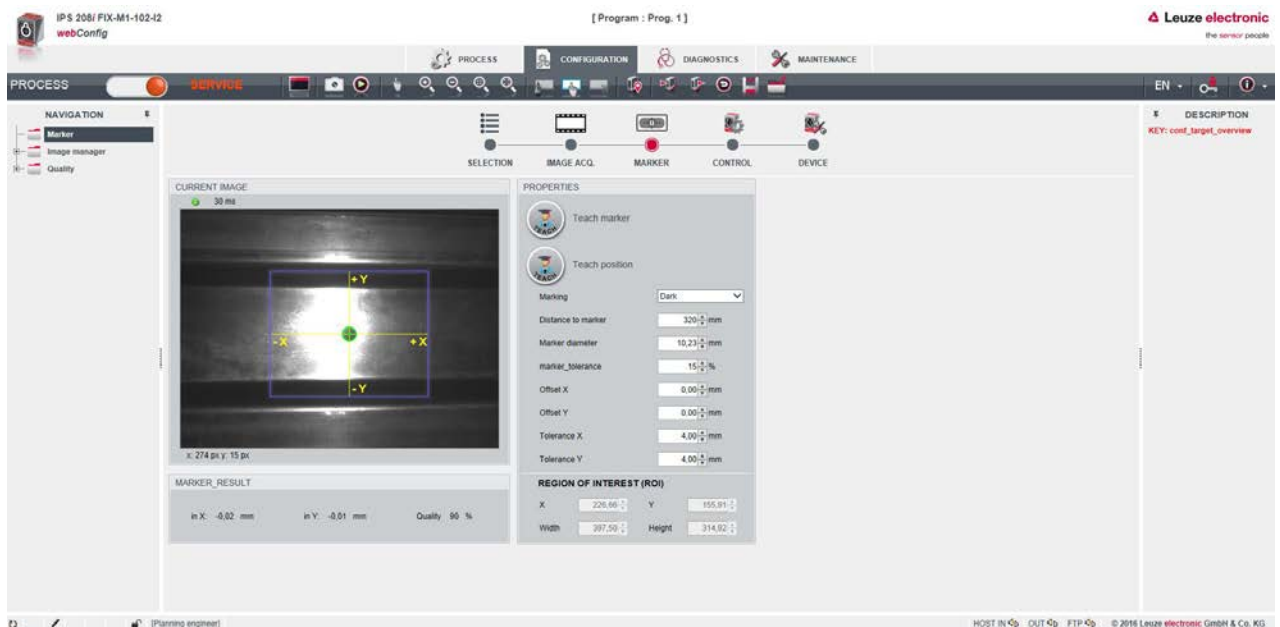 IPS 208i FIX-M1-102-I2
webConfig
[ Program : Prog. 1 ]
Leuze electronic
the sensor people
PROCESS
CONFIGURATION
DIAGNOSTICS
MAINTENANCE
PROCESS
SERVICE
EN
NAVIGATION
Marker
Image manager
Quality
SELECTION
IMAGE ACQ.
MARKER
CONTROL
DEVICE
DESCRIPTION
KEY: conf_target_overview
CURRENT IMAGE
30 ms
+Y
-X
+X
-Y
x: 274 px y: 15 px
MARKER_RESULT
in X: -0,02 mm
in Y: -0,01 mm
Quality 90 %
PROPERTIES
TEACH
Teach marker
TEACH
Teach position
Marking Dark
Distance to marker 320 mm
Marker diameter 10,23 mm
marker_tolerance 15 %
Offset X 0,00 mm
Offset Y 0,00 mm
Tolerance X 4,00 mm
Tolerance Y 4,00 mm
REGION OF INTEREST (ROI)
X 226,66 Y 155,91
Width 397,50 Height 314,92
[Planning engineer]
HOST IN OUT FTP © 2016 Leuze electronic GmbH & Co. KG